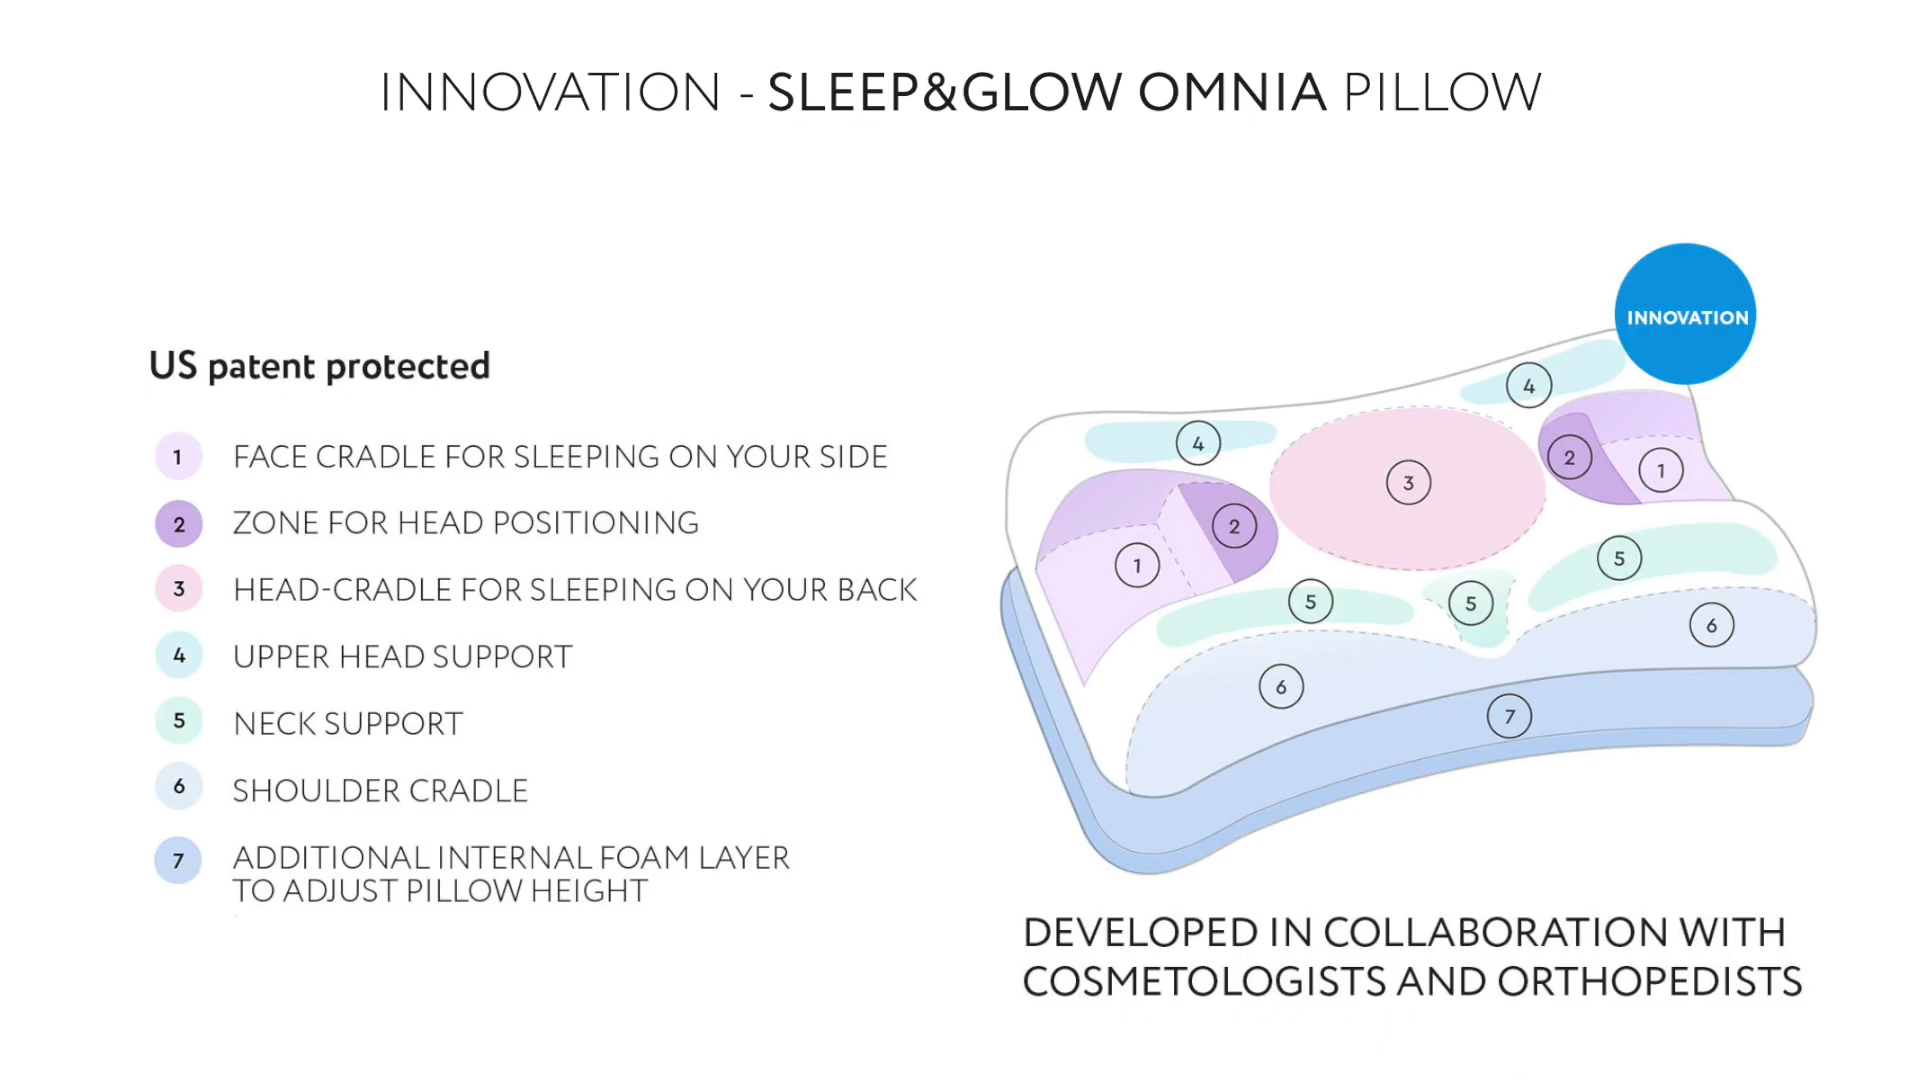 INNOVATION - SLEEP&GLOW OMNIA PILLOW
US patent protected
1 FACE CRADLE FOR SLEEPING ON YOUR SIDE
2 ZONE FOR HEAD POSITIONING
3 HEAD-CRADLE FOR SLEEPING ON YOUR BACK
4 UPPER HEAD SUPPORT
5 NECK SUPPORT
6 SHOULDER CRADLE
7 ADDITIONAL INTERNAL FOAM LAYER
TO ADJUST PILLOW HEIGHT
INNOVATION
4
4
2
1
3
2
1
5
5
5
6
6
7
DEVELOPED IN COLLABORATION WITH
COSMETOLOGISTS AND ORTHOPEDISTS